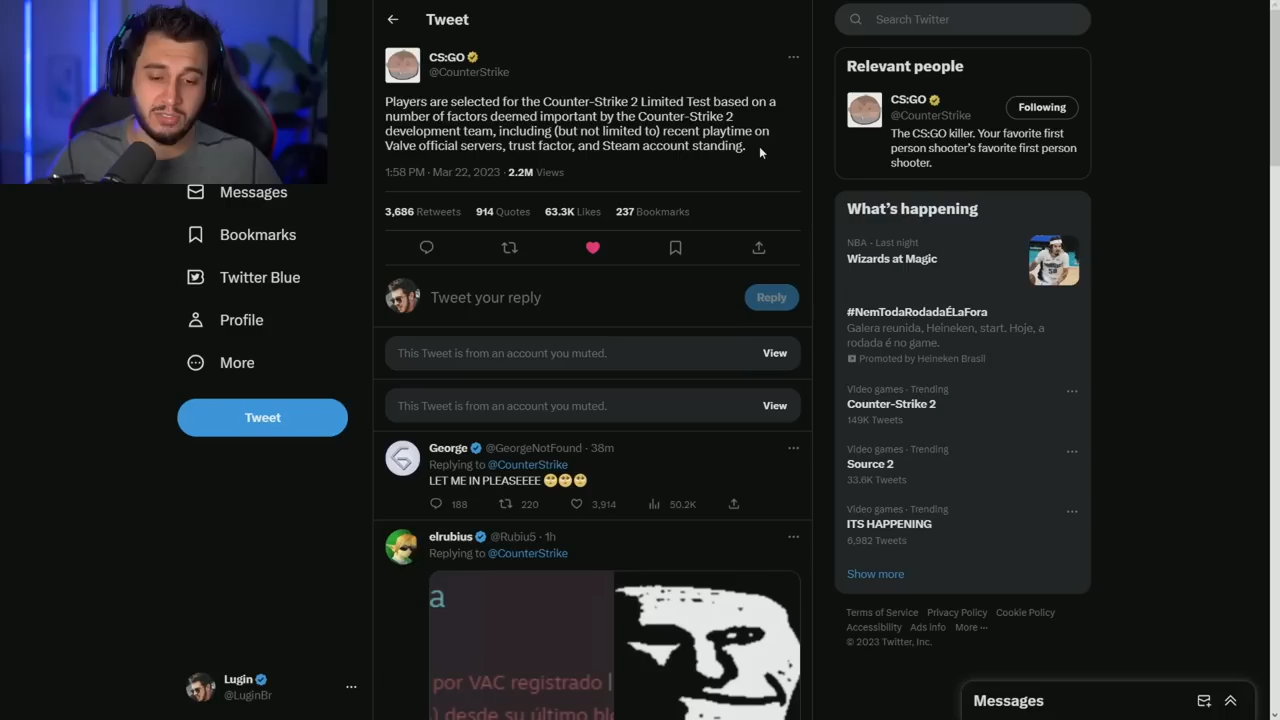 Tweet
CS:GO
@CounterStrike
Players are selected for the Counter-Strike 2 Limited Test based on a
number of factors deemed important by the Counter-Strike 2
development team, including (but not limited to) recent playtime on
Valve official servers, trust factor, and Steam account standing.
1:58 PM · Mar 22, 2023 · 2.2M Views
3,686 Retweets 914 Quotes 63.3K Likes 237 Bookmarks
Tweet your reply
Reply
This Tweet is from an account you muted.
View
This Tweet is from an account you muted.
View
George @GeorgeNotFound · 38m
Replying to @CounterStrike
LET ME IN PLEASEEEE 🙄🙄🙄
188 220 3,914 50.2K
elrubius @Rubiu5 · 1h
Replying to @CounterStrike
a
por VAC registrado |
) desde su último blo
Messages
Bookmarks
Twitter Blue
Profile
More
Tweet
Lugin
@LuginBr
Search Twitter
Relevant people
CS:GO
@CounterStrike
Following
The CS:GO killer. Your favorite first
person shooter's favorite first person
shooter.
What's happening
NBA · Last night
Wizards at Magic
#NemTodaRodadaÉLaFora
Galera reunida, Heineken, start. Hoje, a
rodada é no game.
Promoted by Heineken Brasil
Video games · Trending
Counter-Strike 2
149K Tweets
Video games · Trending
Source 2
33.6K Tweets
Video games · Trending
ITS HAPPENING
6,982 Tweets
Show more
Terms of Service Privacy Policy Cookie Policy
Accessibility Ads info More ···
© 2023 Twitter, Inc.
Messages